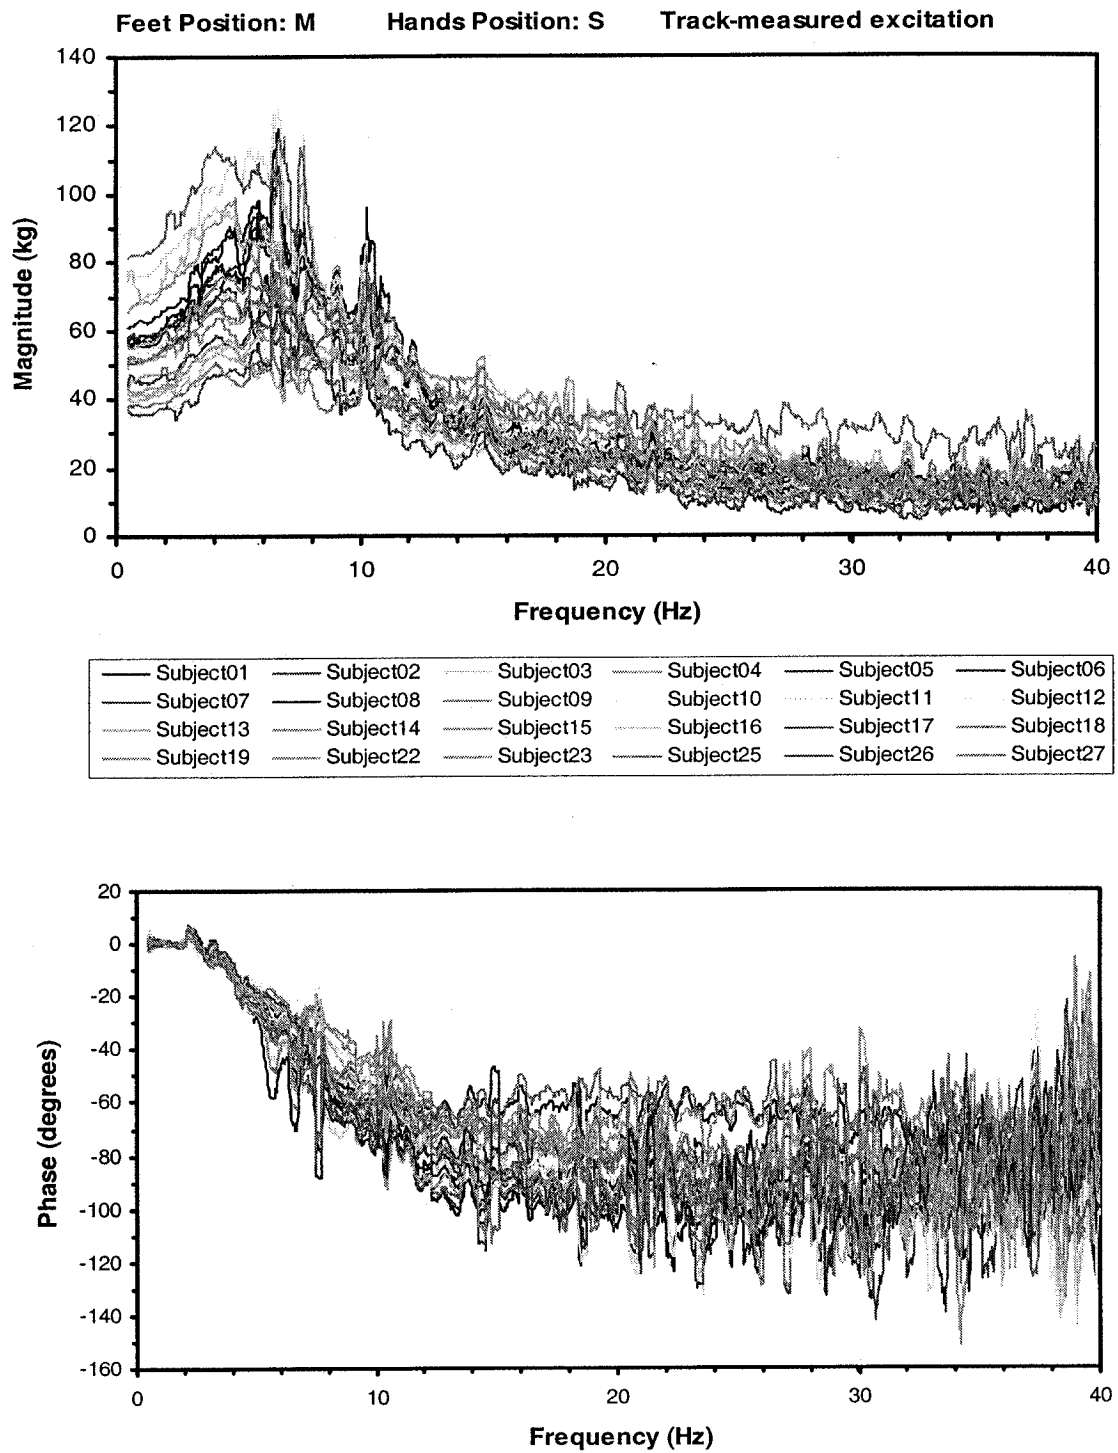 Feet Position: M Hands Position: S Track-measured excitation
140
120
100
80
60
40
20
0
Magnitude (kg)
0 10 20 30 40
Frequency (Hz)
Subject01 Subject02 Subject03 Subject04 Subject05 Subject06
Subject07 Subject08 Subject09 Subject10 Subject11 Subject12
Subject13 Subject14 Subject15 Subject16 Subject17 Subject18
Subject19 Subject22 Subject23 Subject25 Subject26 Subject27
20
0
-20
-40
-60
-80
-100
-120
-140
-160
Phase (degrees)
0 10 20 30 40
Frequency (Hz)